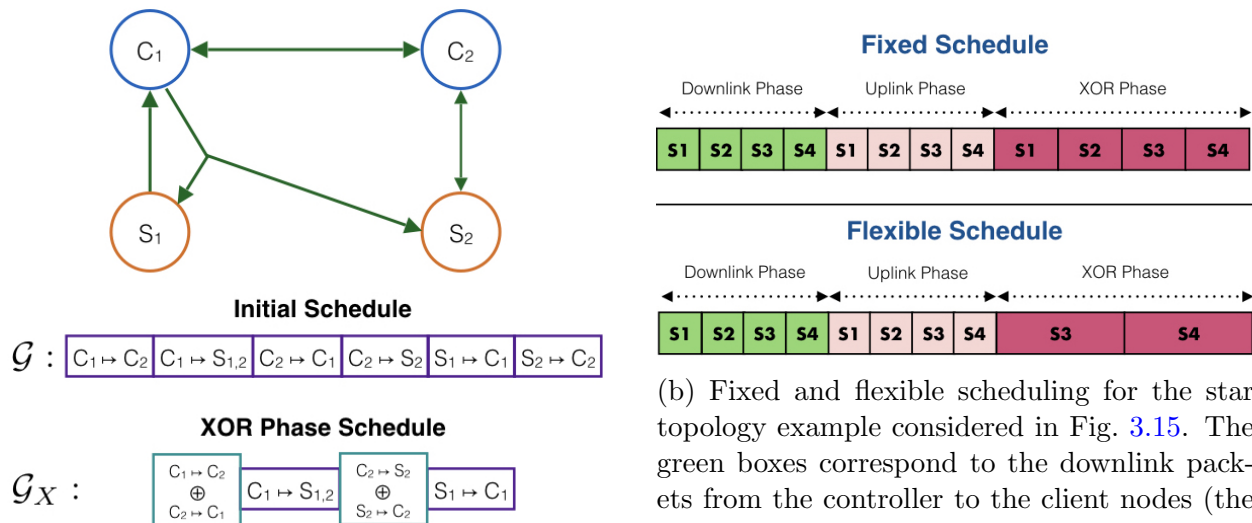 C₁
C₂
S₁
S₂
Initial Schedule
𝒢 : C₁ ↦ C₂ C₁ ↦ S₁,₂ C₂ ↦ C₁ C₂ ↦ S₂ S₁ ↦ C₁ S₂ ↦ C₂
XOR Phase Schedule
𝒢_X : C₁ ↦ C₂ ⊕ C₂ ↦ C₁ C₁ ↦ S₁,₂ C₂ ↦ S₂ ⊕ S₂ ↦ C₂ S₁ ↦ C₁
Fixed Schedule
Downlink Phase Uplink Phase XOR Phase
S1 S2 S3 S4 S1 S2 S3 S4 S1 S2 S3 S4
Flexible Schedule
Downlink Phase Uplink Phase XOR Phase
S1 S2 S3 S4 S1 S2 S3 S4 S3 S4
(b) Fixed and flexible scheduling for the star
topology example considered in Fig. 3.15. The
green boxes correspond to the downlink pack-
ets from the controller to the client nodes (the